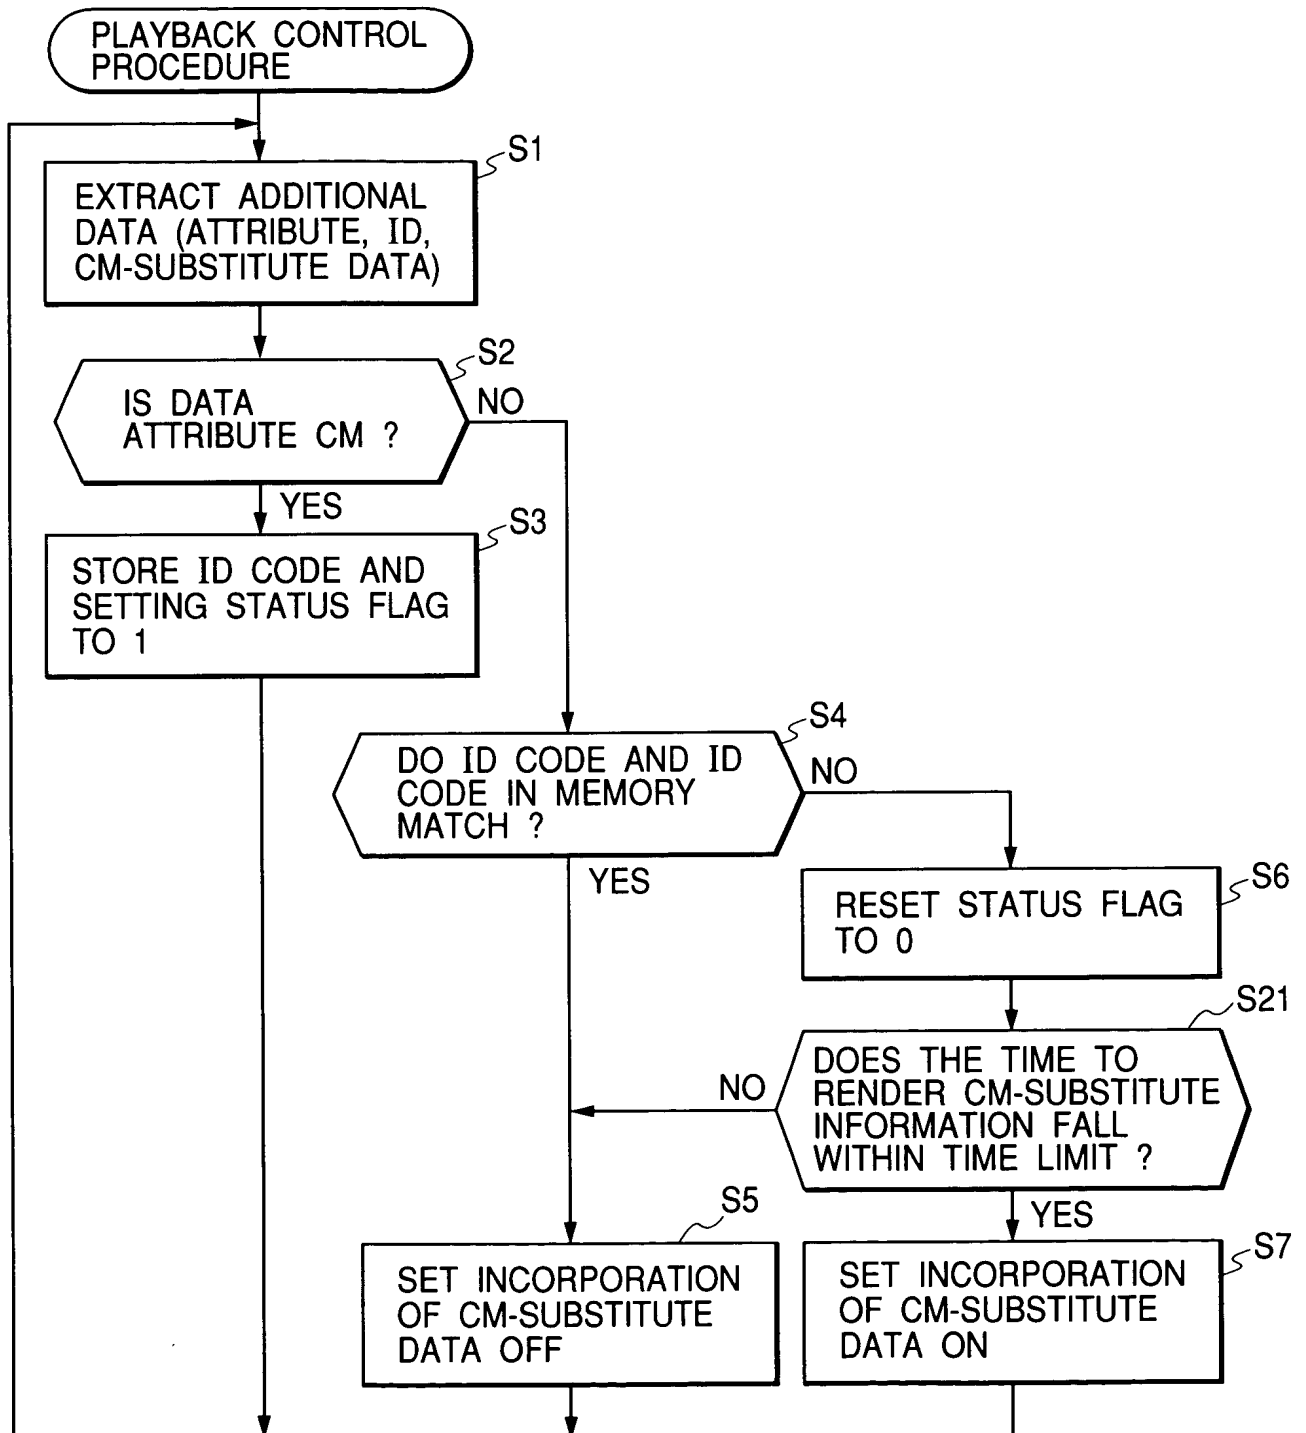 PLAYBACK CONTROL
PROCEDURE
S1
EXTRACT ADDITIONAL
DATA (ATTRIBUTE, ID,
CM-SUBSTITUTE DATA)
S2
IS DATA
ATTRIBUTE CM ?
NO
YES
S3
STORE ID CODE AND
SETTING STATUS FLAG
TO 1
S4
DO ID CODE AND ID
CODE IN MEMORY
MATCH ?
NO
YES
S6
RESET STATUS FLAG
TO 0
S21
DOES THE TIME TO
RENDER CM-SUBSTITUTE
INFORMATION FALL
WITHIN TIME LIMIT ?
NO
YES
S5
SET INCORPORATION
OF CM-SUBSTITUTE
DATA OFF
S7
SET INCORPORATION
OF CM-SUBSTITUTE
DATA ON